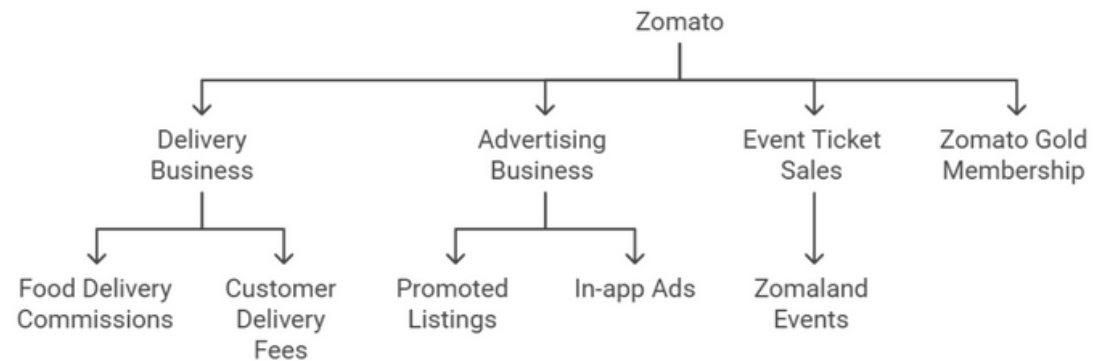 Zomato
Delivery
Business
Advertising
Business
Event Ticket
Sales
Zomato Gold
Membership
Food Delivery
Commissions
Customer
Delivery
Fees
Promoted
Listings
In-app Ads
Zomaland
Events